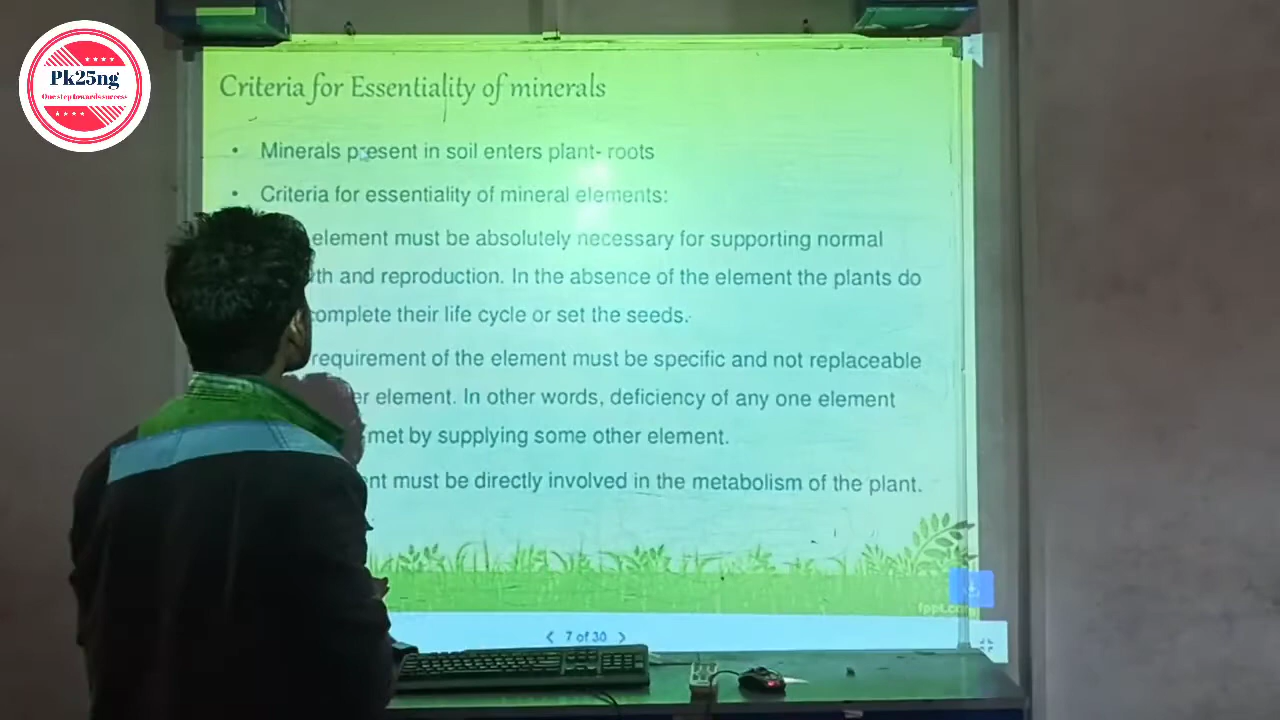 Pk25ng
One step towards success
Criteria for Essentiality of minerals
• Minerals present in soil enters plant- roots
• Criteria for essentiality of mineral elements:
element must be absolutely necessary for supporting normal
and reproduction. In the absence of the element the plants do
complete their life cycle or set the seeds.
requirement of the element must be specific and not replaceable
element. In other words, deficiency of any one element
met by supplying some other element.
must be directly involved in the metabolism of the plant.
7 of 30